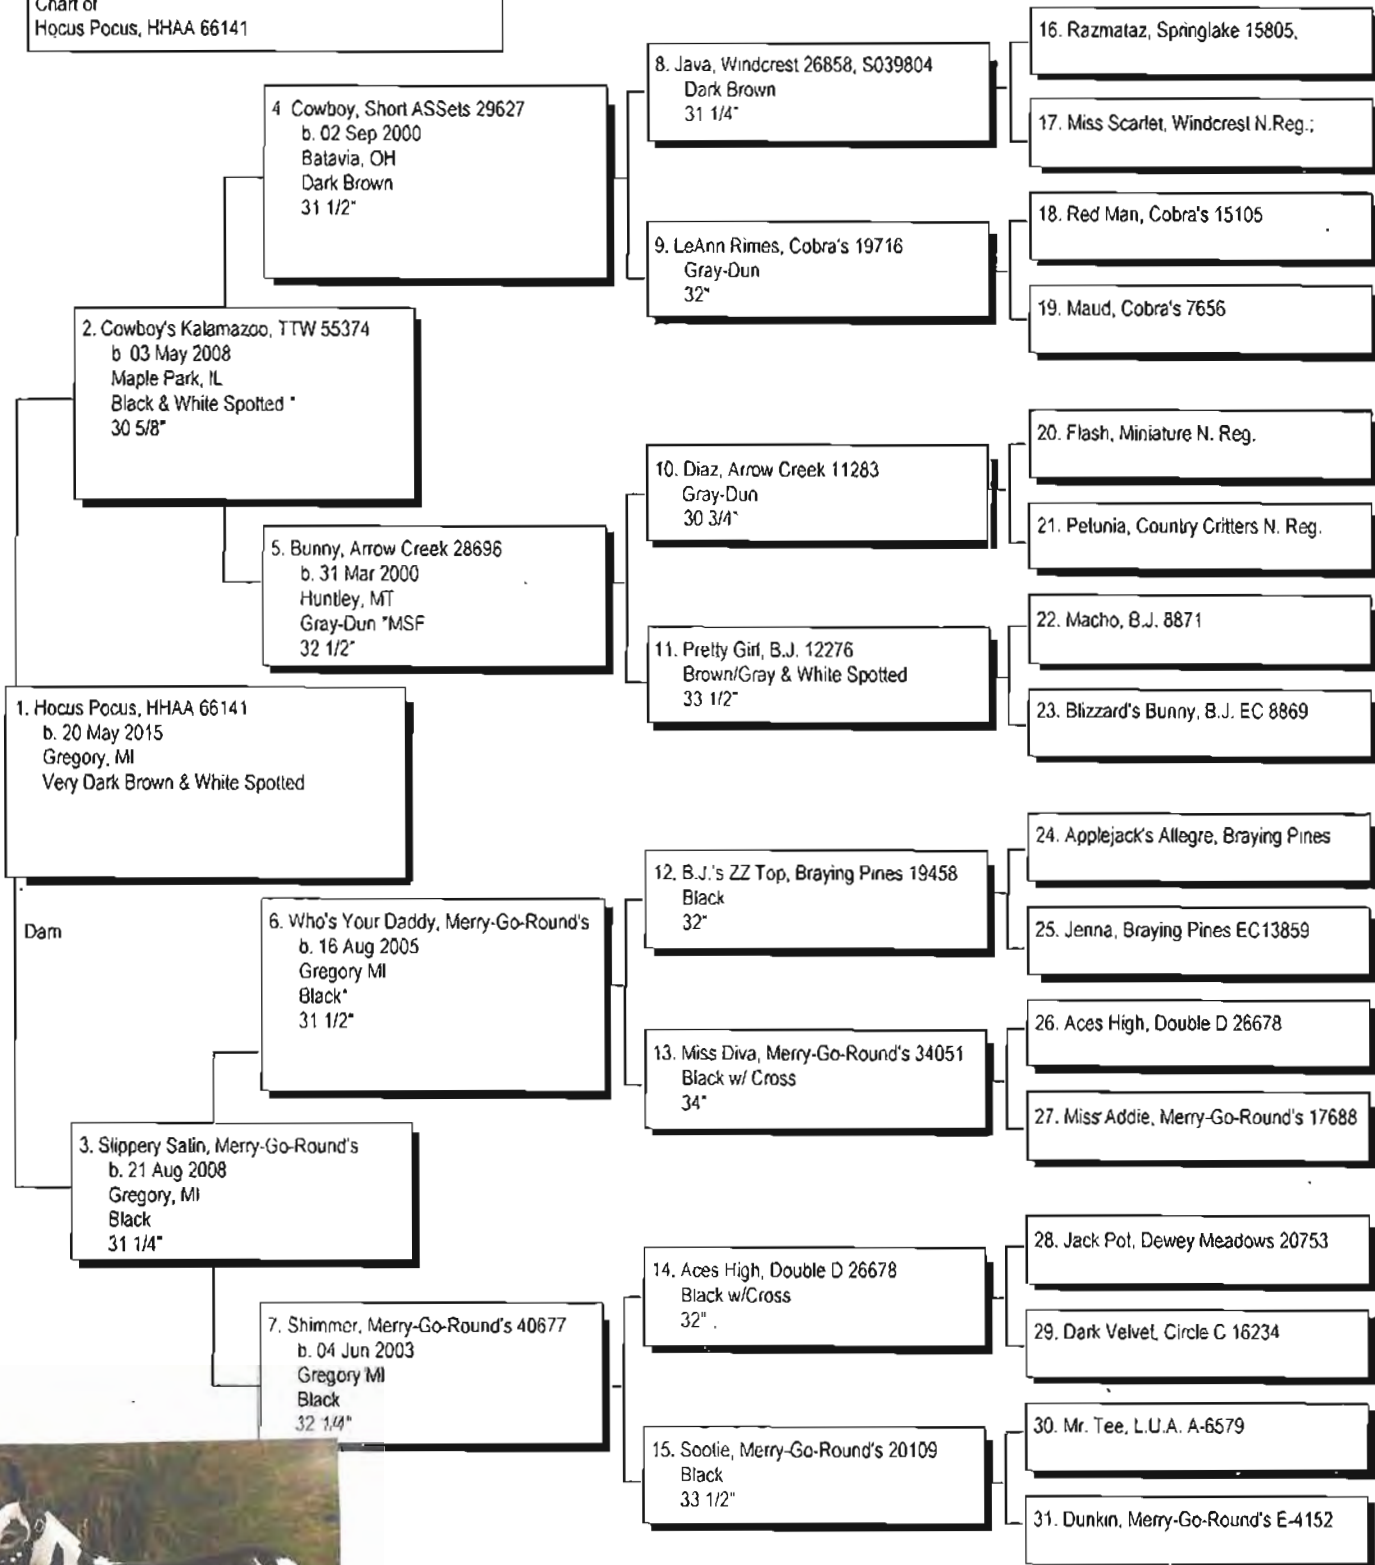 Chart of
Hocus Pocus, HHAA 66141
1. Hocus Pocus, HHAA 66141
b. 20 May 2015
Gregory, MI
Very Dark Brown & White Spotted
Dam
2. Cowboy's Kalamazoo, TTW 55374
b 03 May 2008
Maple Park, IL
Black & White Spotted *
30 5/8"
3. Slippery Satin, Merry-Go-Round's
b. 21 Aug 2008
Gregory, MI
Black
31 1/4"
4 Cowboy, Short ASSets 29627
b. 02 Sep 2000
Batavia, OH
Dark Brown
31 1/2"
5. Bunny, Arrow Creek 28696
b. 31 Mar 2000
Huntley, MT
Gray-Dun *MSF
32 1/2"
6. Who's Your Daddy, Merry-Go-Round's
b. 16 Aug 2005
Gregory MI
Black*
31 1/2"
7. Shimmer, Merry-Go-Round's 40677
b. 04 Jun 2003
Gregory MI
Black
32 1/4"
8. Java, Windcrest 26858, S039804
Dark Brown
31 1/4"
9. LeAnn Rimes, Cobra's 19716
Gray-Dun
32"
10. Diaz, Arrow Creek 11283
Gray-Dun
30 3/4"
11. Pretty Girl, B.J. 12276
Brown/Gray & White Spotted
33 1/2"
12. B.J.'s ZZ Top, Braying Pines 19458
Black
32"
13. Miss Diva, Merry-Go-Round's 34051
Black w/ Cross
34"
14. Aces High, Double D 26678
Black w/Cross
32"
15. Sootie, Merry-Go-Round's 20109
Black
33 1/2"
16. Razmataz, Springlake 15805,
17. Miss Scarlet, Windcrest N.Reg.;
18. Red Man, Cobra's 15105
19. Maud, Cobra's 7656
20. Flash, Miniature N. Reg.
21. Petunia, Country Critters N. Reg.
22. Macho, B.J. 8871
23. Blizzard's Bunny, B.J. EC 8869
24. Applejack's Allegre, Braying Pines
25. Jenna, Braying Pines EC13859
26. Aces High, Double D 26678
27. Miss Addie, Merry-Go-Round's 17688
28. Jack Pot, Dewey Meadows 20753
29. Dark Velvet, Circle C 16234
30. Mr. Tee, L.U.A. A-6579
31. Dunkin, Merry-Go-Round's E-4152